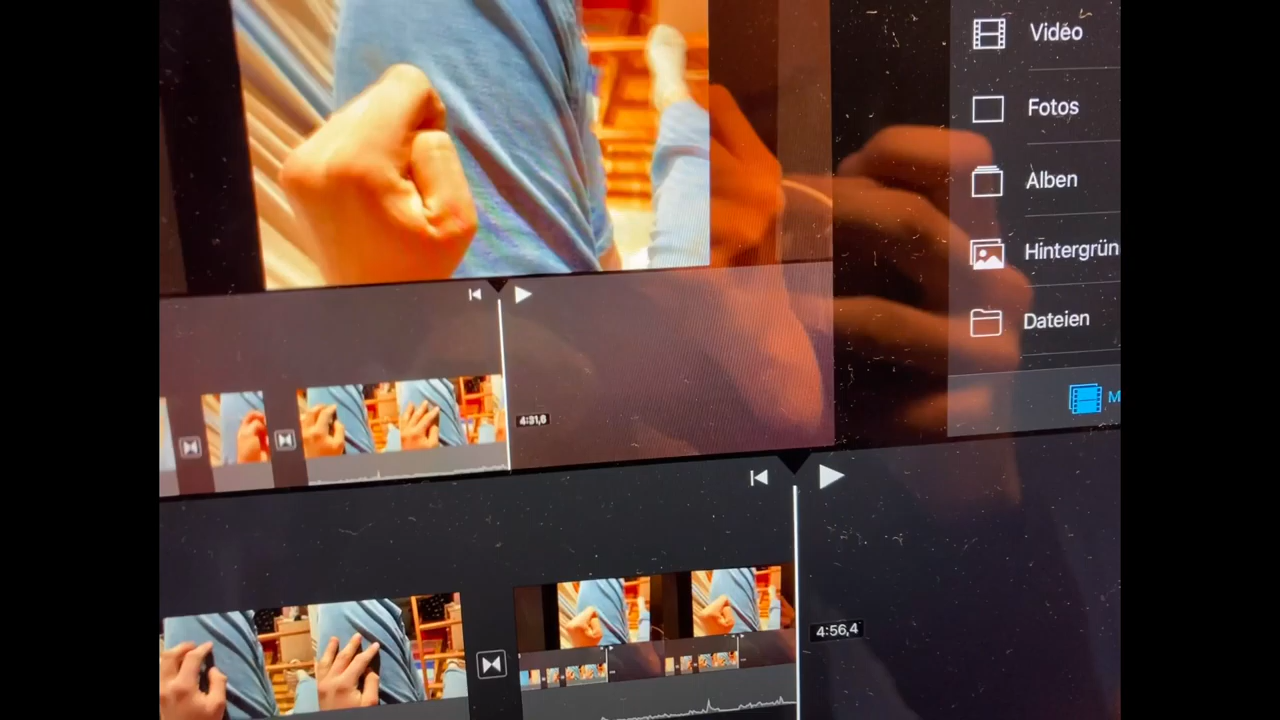 Video
Fotos
Alben
Hintergrün
Dateien
M
4:31,6
4:56,4